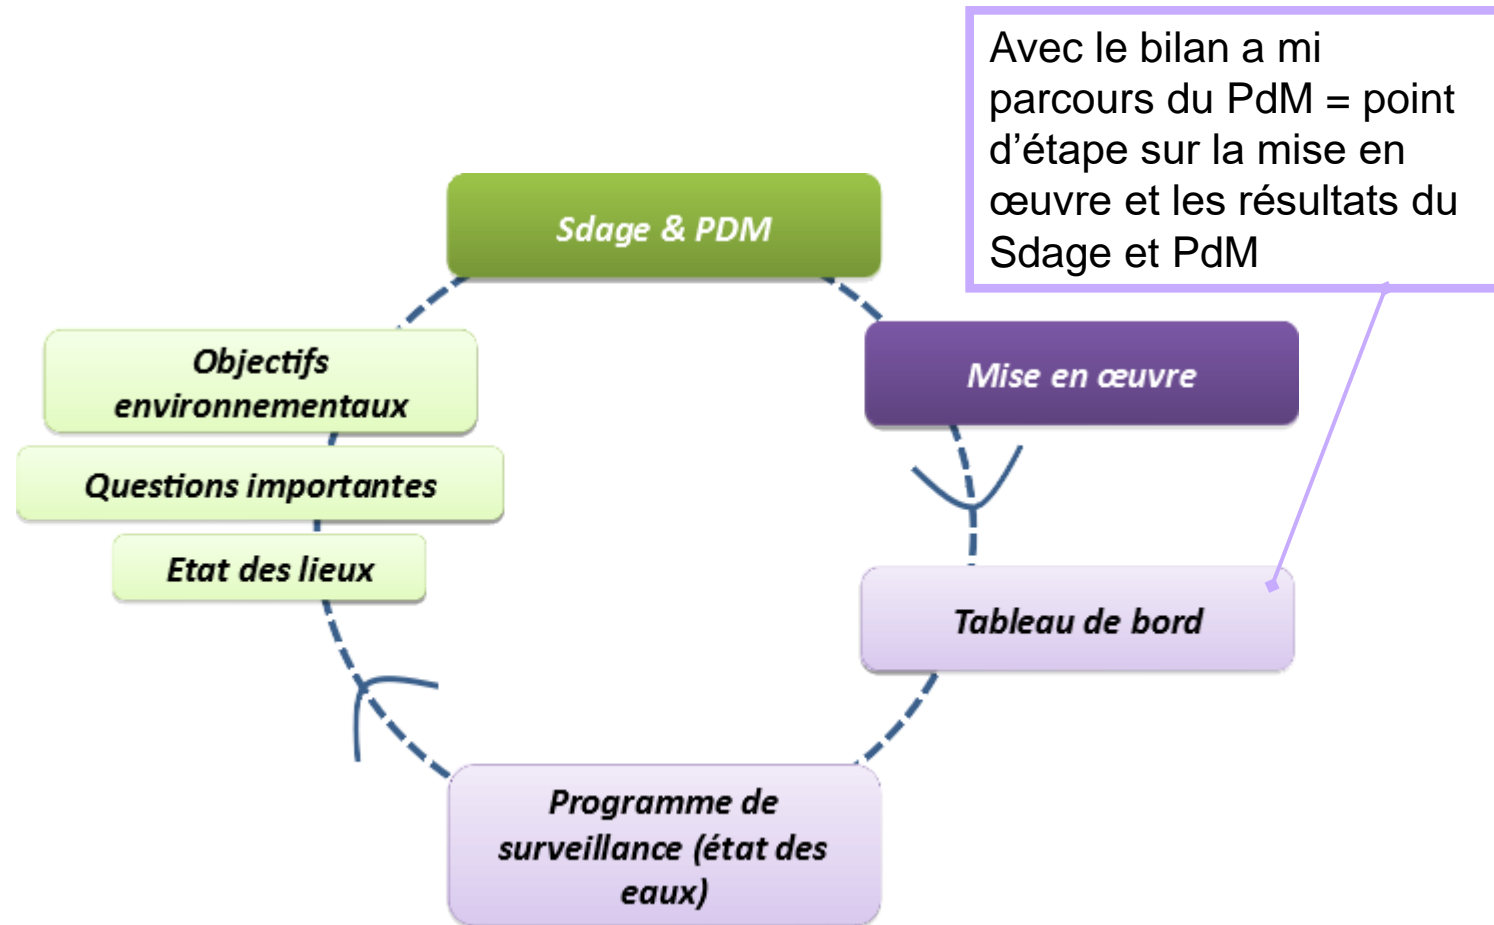 Avec le bilan a mi
parcours du PdM = point
d’étape sur la mise en
œuvre et les résultats du
Sdage et PdM
Sdage & PDM
Mise en œuvre
Objectifs
environnementaux
Questions importantes
Etat des lieux
Tableau de bord
Programme de
surveillance (état des
eaux)